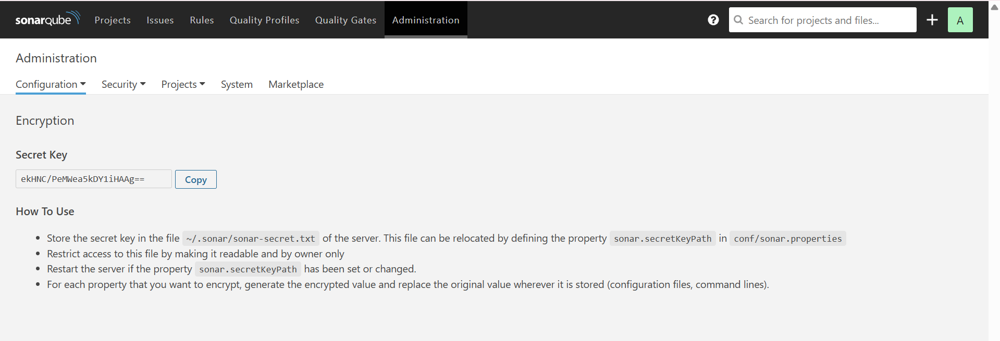 sonarqube Projects Issues Rules Quality Profiles Quality Gates Administration ? Search for projects and files... + A
Administration
Configuration Security Projects System Marketplace
Encryption
Secret Key
ekHNC/PeMWea5kDY1iHAAg== Copy
How To Use
• Store the secret key in the file ~/.sonar/sonar-secret.txt of the server. This file can be relocated by defining the property sonar.secretKeyPath in conf/sonar.properties
• Restrict access to this file by making it readable and by owner only
• Restart the server if the property sonar.secretKeyPath has been set or changed.
• For each property that you want to encrypt, generate the encrypted value and replace the original value wherever it is stored (configuration files, command lines).